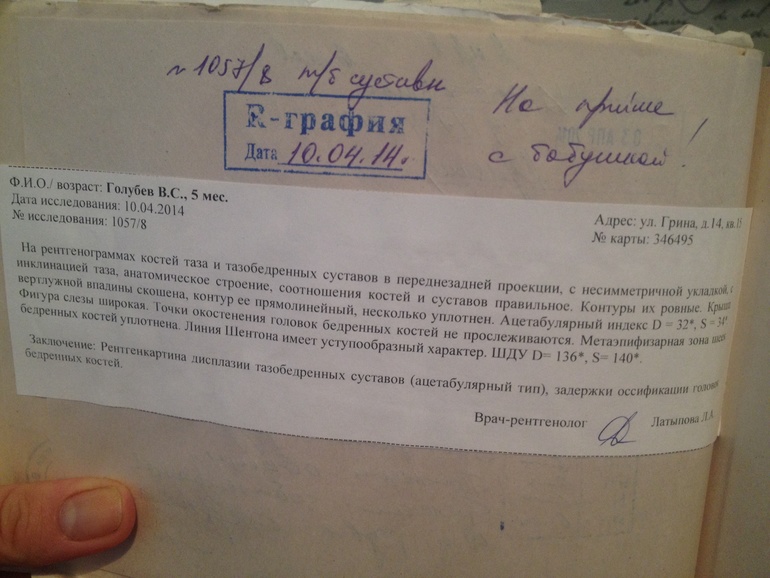 № 1057/8 т/б суставы
R-графия
Дата 10.04.14г.
На приёме
с бабушкой!
Ф.И.О./ возраст: Голубев В.С., 5 мес.
Дата исследования: 10.04.2014
№ исследования: 1057/8
Адрес: ул. Грина, д.14, кв.15
№ карты: 346495
На рентгенограммах костей таза и тазобедренных суставов в переднезадней проекции, с несимметричной укладкой, с
инклинацией таза, анатомическое строение, соотношения костей и суставов правильное. Контуры их ровные. Крыша
вертлужной впадины скошена, контур ее прямолинейный, несколько уплотнен. Ацетабулярный индекс D = 32*, S = 34*
Фигура слезы широкая. Точки окостенения головок бедренных костей не прослеживаются. Метаэпифизарная зона шеек
бедренных костей уплотнена. Линия Шентона имеет уступообразный характер. ШДУ D= 136*, S= 140*.
Заключение: Рентгенкартина дисплазии тазобедренных суставов (ацетабулярный тип), задержки оссификации головок
бедренных костей.
Врач-рентгенолог Латыпова Л.А.